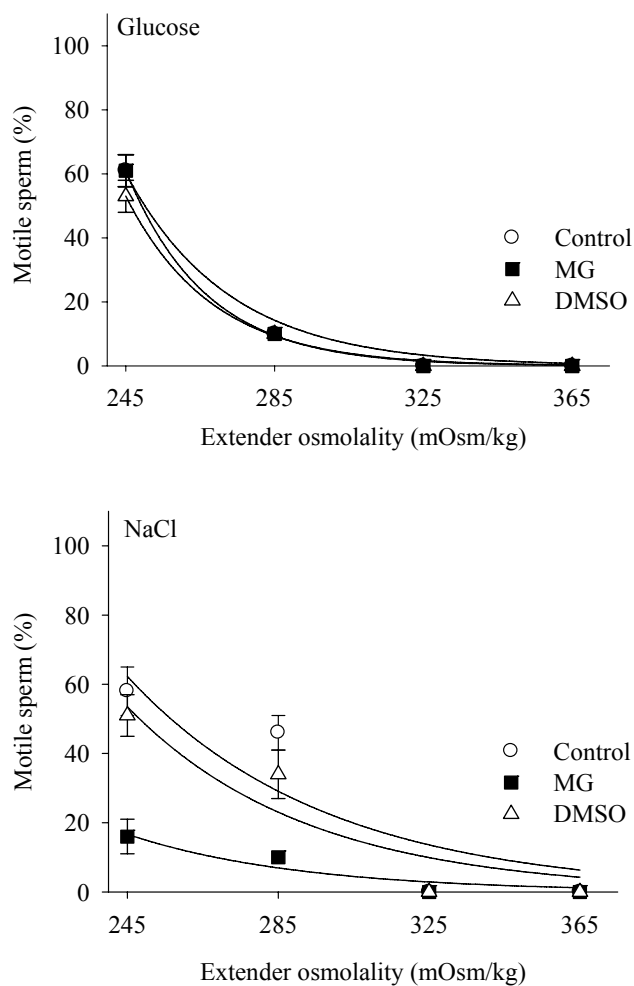 Glucose
100
80
60
40
20
0
Motile sperm (%)
Control
MG
DMSO
245 285 325 365
Extender osmolality (mOsm/kg)
NaCl
100
80
60
40
20
0
Motile sperm (%)
Control
MG
DMSO
245 285 325 365
Extender osmolality (mOsm/kg)